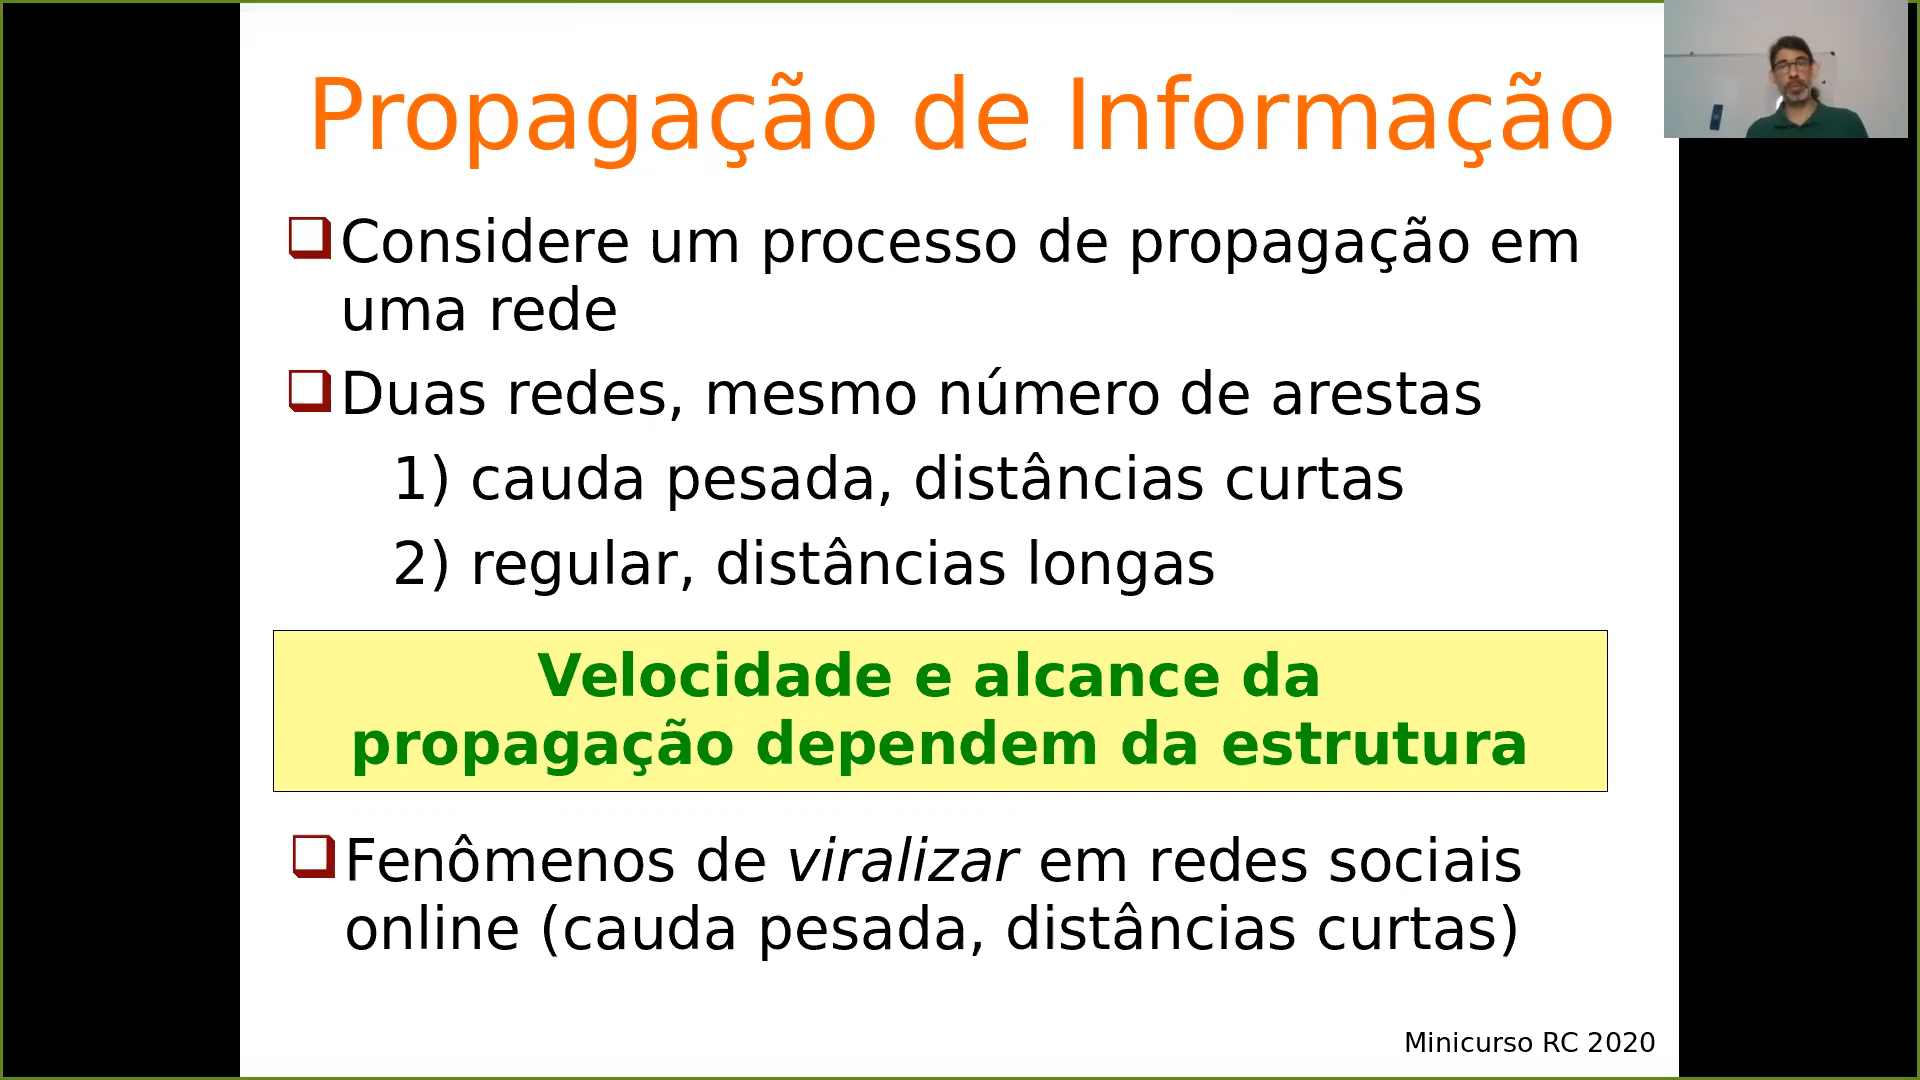 Propagação de Informação
Considere um processo de propagação em
uma rede
Duas redes, mesmo número de arestas
1) cauda pesada, distâncias curtas
2) regular, distâncias longas
Velocidade e alcance da
propagação dependem da estrutura
Fenômenos de viralizar em redes sociais
online (cauda pesada, distâncias curtas)
Minicurso RC 2020